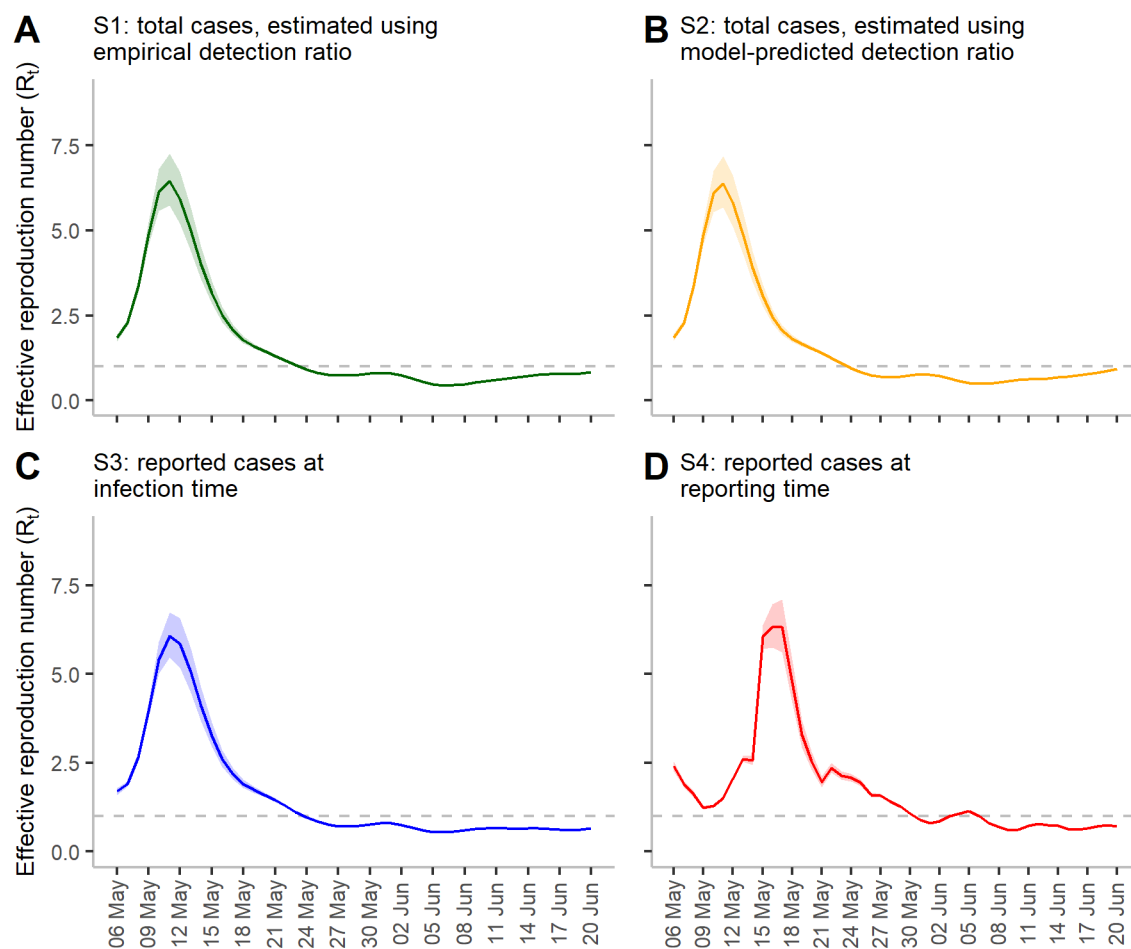 A
S1: total cases, estimated using
empirical detection ratio
B
S2: total cases, estimated using
model-predicted detection ratio
Effective reproduction number (Rt)
7.5
5.0
2.5
0.0
C
S3: reported cases at
infection time
D
S4: reported cases at
reporting time
Effective reproduction number (Rt)
7.5
5.0
2.5
0.0
06 May
09 May
12 May
15 May
18 May
21 May
24 May
27 May
30 May
02 Jun
05 Jun
08 Jun
11 Jun
14 Jun
17 Jun
20 Jun
06 May
09 May
12 May
15 May
18 May
21 May
24 May
27 May
30 May
02 Jun
05 Jun
08 Jun
11 Jun
14 Jun
17 Jun
20 Jun